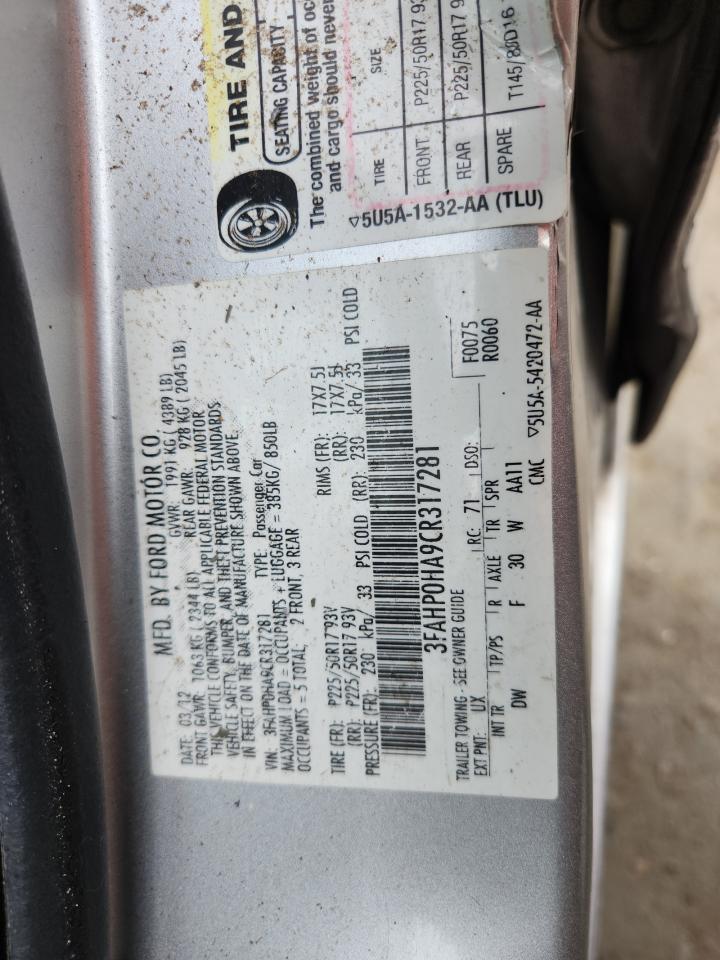 TIRE AND
SEATING CAPACITY
The combined weight of oc
and cargo should never
TIRE SIZE
FRONT P225/50R17 93
REAR P225/50R17 9
SPARE T145/80D16
▽5U5A-1532-AA (TLU)
MFD. BY FORD MOTOR CO.
DATE: 03/12 GVWR: 1991 KG ( 4389 LB)
FRONT GAWR: 1063 KG ( 2344 LB) REAR GAWR: 928 KG ( 2045 LB)
THIS VEHICLE CONFORMS TO ALL APPLICABLE FEDERAL MOTOR
VEHICLE SAFETY, BUMPER, AND THEFT PREVENTION STANDARDS
IN EFFECT ON THE DATE OF MANUFACTURE SHOWN ABOVE.
VIN: 3FAHP0HA9CR317281 TYPE: Passenger Car
MAXIMUM LOAD = OCCUPANTS + LUGGAGE = 385KG/ 850LB
OCCUPANTS = 5 TOTAL; 2 FRONT, 3 REAR
TIRE (FR): P225/50R17 93V RIMS (FR): 17X7.5J
(RR): P225/50R17 93V (RR): 17X7.5J
PRESSURE (FR): 230 kPa/ 33 PSI COLD (RR): 230 kPa/ 33 PSI COLD
3FAHP0HA9CR317281
TRAILER TOWING - SEE OWNER GUIDE F0075
EXT PNT: UX RC: 71 DSO: R0060
INT TR TP/PS R AXLE TR SPR
DW F 30 W AA11
CMC ▽5U5A-5420472-AA